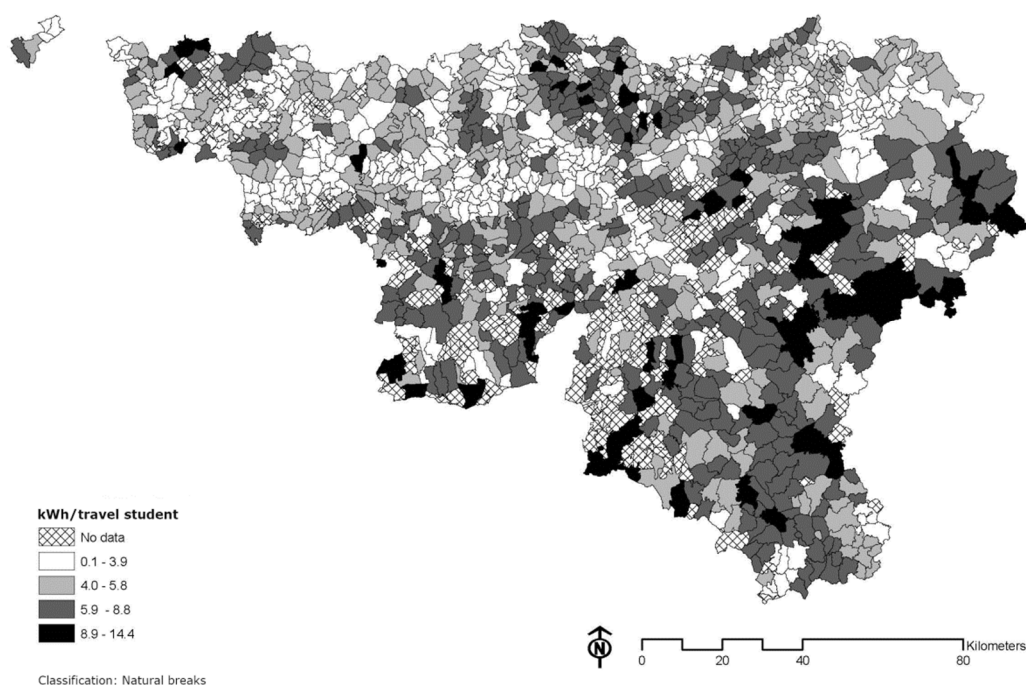 kWh/travel student
No data
0.1 - 3.9
4.0 - 5.8
5.9 - 8.8
8.9 - 14.4
Classification: Natural breaks
N
Kilometers
0 20 40 80